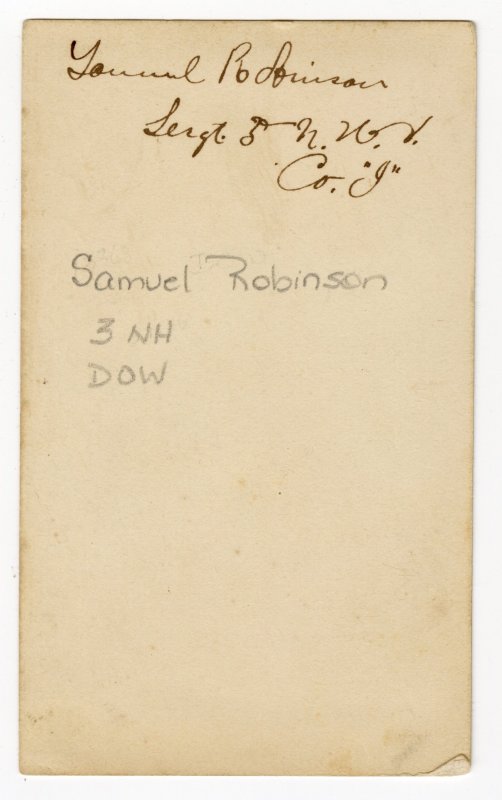 Samuel Robinson
Sergt. 3 N. H. V.
Co. "I"
Samuel Robinson
3 NH
DOW